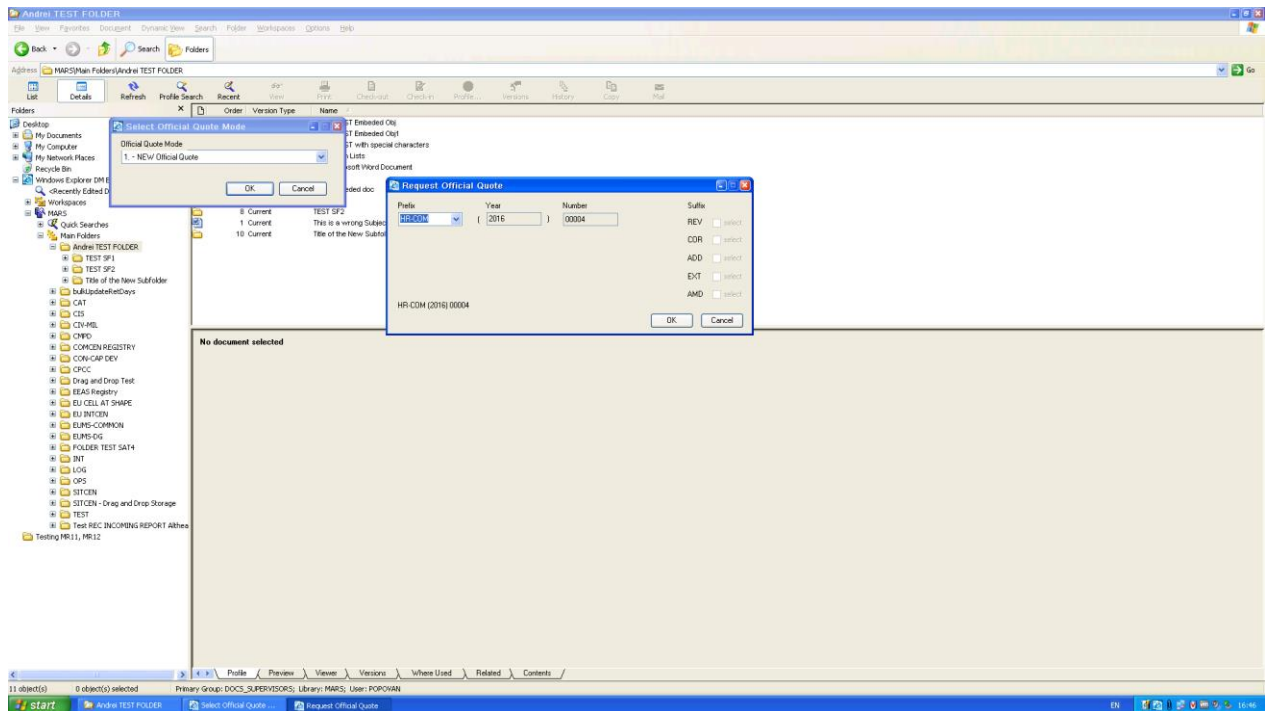 Andrei TEST FOLDER
File View Favorites Document Dynamic View Search Folder Workspaces Options Help
Back Search Folders
Address MARS\Main Folders\Andrei TEST FOLDER Go
List Details Refresh Profile Search Recent View Print Check-out Check-in Profile... Versions History Copy Mail
Folders Order Version Type Name
Desktop
My Documents
My Computer
My Network Places
Recycle Bin
Windows Explorer DM E
<Recently Edited D
Workspaces
MARS
Quick Searches
Main Folders
Andrei TEST FOLDER
TEST SF1
TEST SF2
Title of the New Subfolder
bulkUpdateRetDays
CAT
CIS
CIV-MIL
CMPD
COMCEN REGISTRY
CON-CAP DEV
CPCC
Drag and Drop Test
EEAS Registry
EU CELL AT SHAPE
EU INTCEN
EUMS-COMMON
EUMS-DG
FOLDER TEST SAT4
INT
LOG
OPS
SITCEN
SITCEN - Drag and Drop Storage
TEST
Test REC INCOMING REPORT Althea
Testing MR11, MR12
Select Official Quote Mode
Official Quote Mode
1. - NEW Official Quote
OK Cancel
ST Embeded Obj
ST Embeded Obj1
ST with special characters
Lists
soft Word Document
eded doc
8 Current TEST SF2
1 Current This is a wrong Subjec
10 Current Title of the New Subfol
Request Official Quote
Prefix Year Number Suffix
HR-COM ( 2016 ) 00004
REV select
COR select
ADD select
EXT select
AMD select
HR-COM (2016) 00004
OK Cancel
No document selected
Profile Preview Viewer Versions Where Used Related Contents
11 object(s) 0 object(s) selected Primary Group: DOCS_SUPERVISORS; Library: MARS; User: POPOVAN
start Andrei TEST FOLDER Select Official Quote ... Request Official Quote EN 16:46